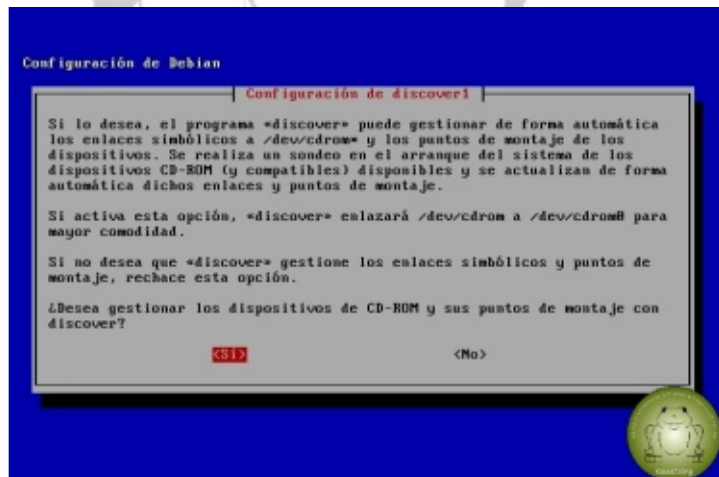 Configuración de Debian
Configuración de discover1
Si lo desea, el programa «discover» puede gestionar de forma automática
los enlaces simbólicos a /dev/cdrom* y los puntos de montaje de los
dispositivos. Se realiza un sondeo en el arranque del sistema de los
dispositivos CD-ROM (y compatibles) disponibles y se actualizan de forma
automática dichos enlaces y puntos de montaje.
Si activa esta opción, «discover» enlazará /dev/cdrom a /dev/cdrom0 para
mayor comodidad.
Si no desea que «discover» gestione los enlaces simbólicos y puntos de
montaje, rechace esta opción.
¿Desea gestionar los dispositivos de CD-ROM y sus puntos de montaje con
discover?
<Sí> <No>